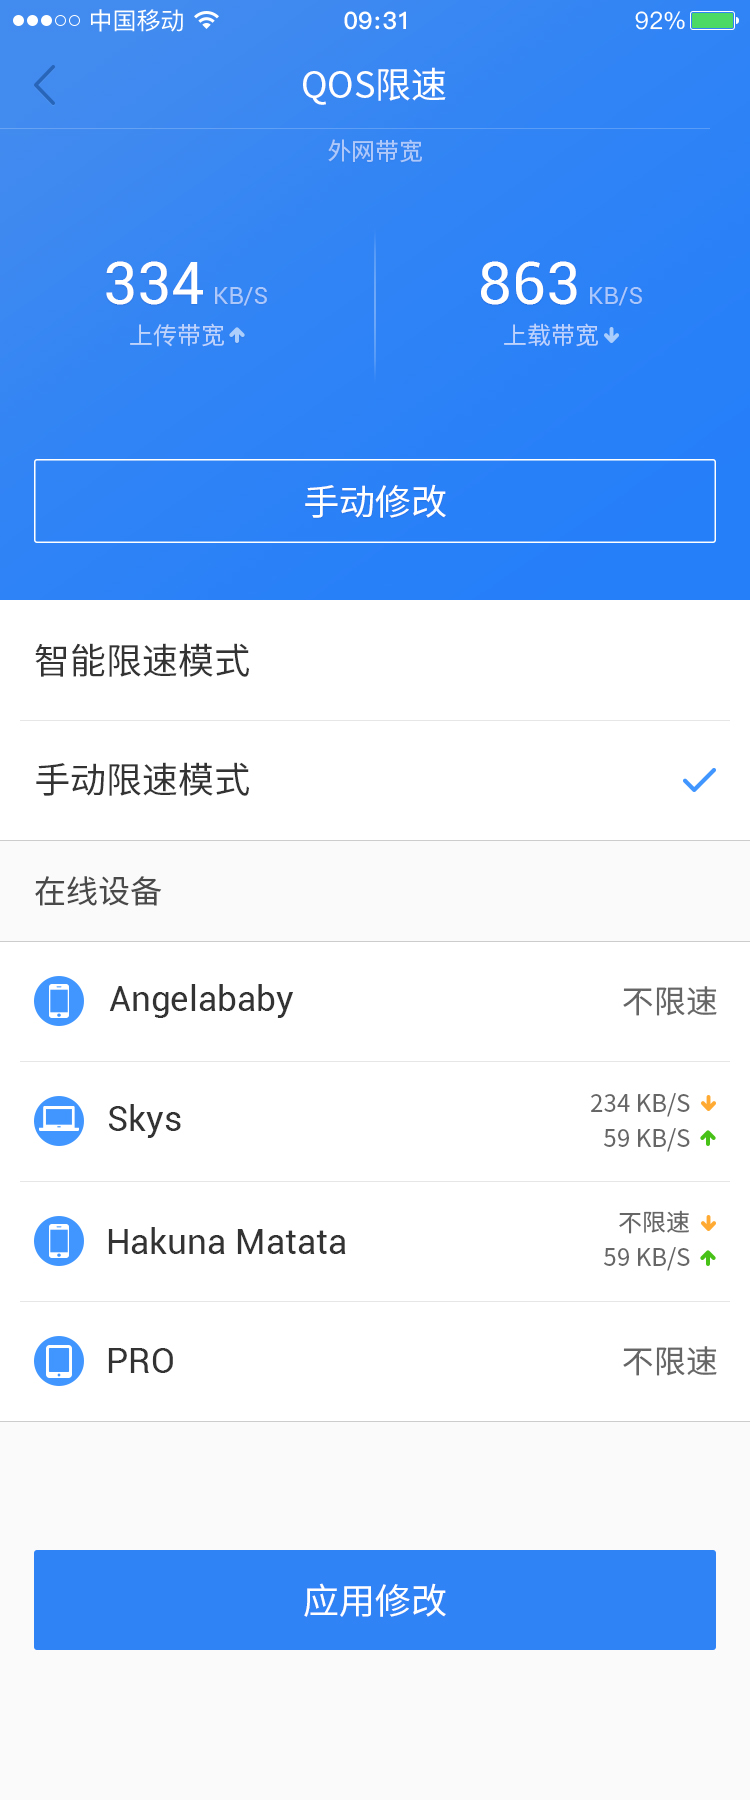 中国移动 09:31 92%
QOS限速
外网带宽
334 KB/S 863 KB/S
上传带宽 上载带宽
手动修改
智能限速模式
手动限速模式
在线设备
Angelababy 不限速
Skys 234 KB/S
59 KB/S
Hakuna Matata 不限速
59 KB/S
PRO 不限速
应用修改